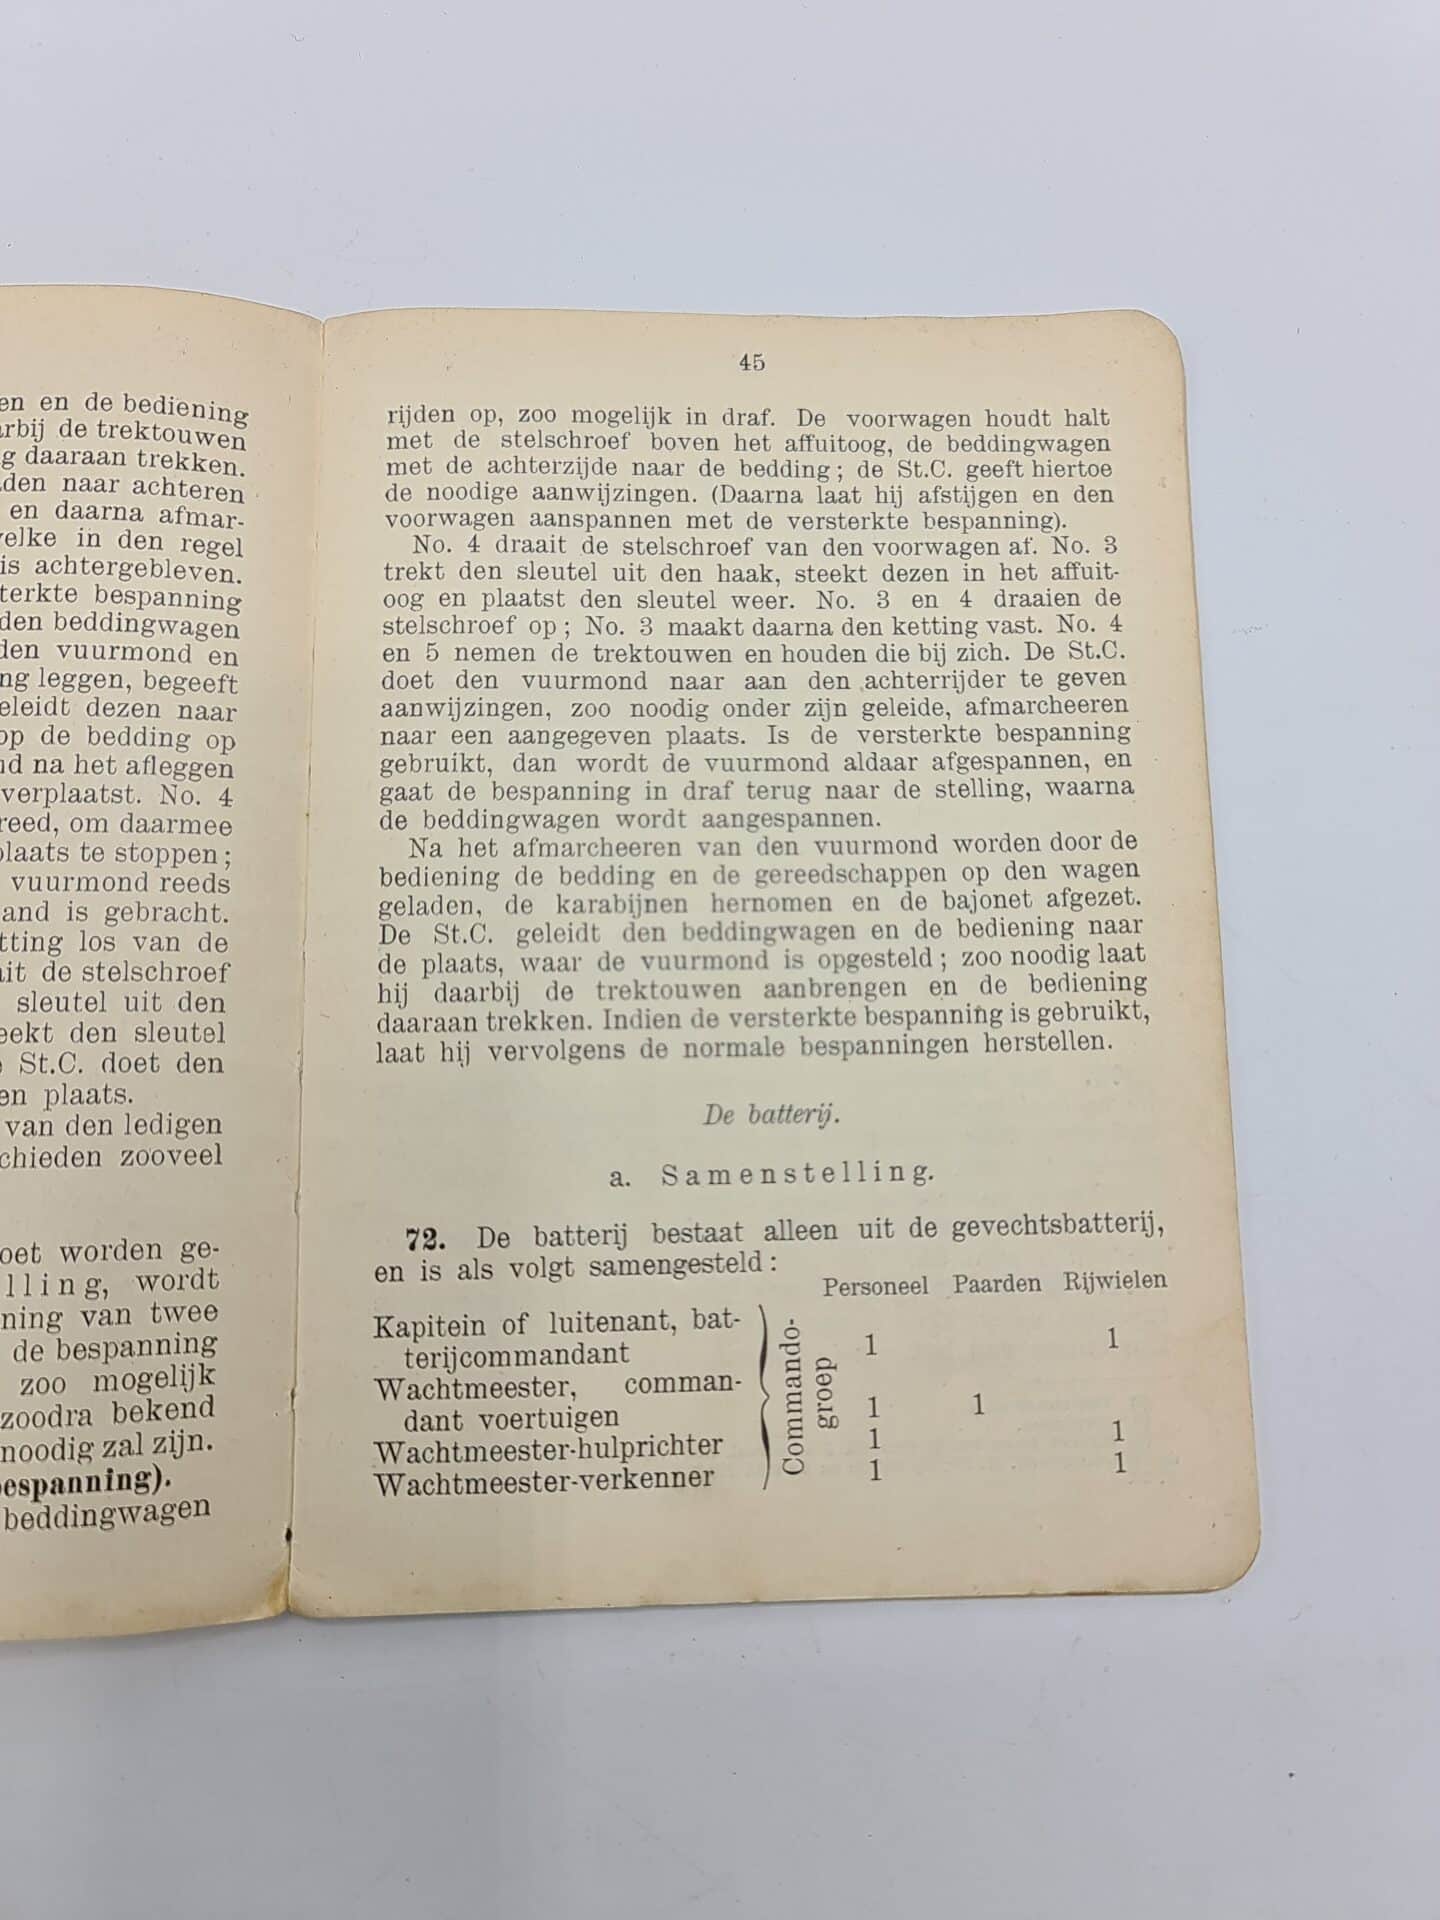 en en de bediening
rbij de trektouwen
g daaraan trekken.
den naar achteren
en daarna afmar-
elke in den regel
is achtergebleven.
terkte bespanning
den beddingwagen
den vuurmond en
ng leggen, begeeft
eleidt dezen naar
op de bedding op
d na het afleggen
verplaatst. No. 4
reed, om daarmee
plaats te stoppen;
vuurmond reeds
and is gebracht.
tting los van de
it de stelschroef
sleutel uit den
eekt den sleutel
St.C. doet den
en plaats.
van den ledigen
chieden zooveel
oet worden ge-
lling, wordt
ning van twee
de bespanning
zoo mogelijk
zoodra bekend
noodig zal zijn.
espanning).
beddingwagen
45
rijden op, zoo mogelijk in draf. De voorwagen houdt halt
met de stelschroef boven het affuitoog, de beddingwagen
met de achterzijde naar de bedding; de St.C. geeft hiertoe
de noodige aanwijzingen. (Daarna laat hij afstijgen en den
voorwagen aanspannen met de versterkte bespanning).
No. 4 draait de stelschroef van den voorwagen af. No. 3
trekt den sleutel uit den haak, steekt dezen in het affuit-
oog en plaatst den sleutel weer. No. 3 en 4 draaien de
stelschroef op; No. 3 maakt daarna den ketting vast. No. 4
en 5 nemen de trektouwen en houden die bij zich. De St.C.
doet den vuurmond naar aan den achterrijder te geven
aanwijzingen, zoo noodig onder zijn geleide, afmarcheeren
naar een aangegeven plaats. Is de versterkte bespanning
gebruikt, dan wordt de vuurmond aldaar afgespannen, en
gaat de bespanning in draf terug naar de stelling, waarna
de beddingwagen wordt aangespannen.
Na het afmarcheeren van den vuurmond worden door de
bediening de bedding en de gereedschappen op den wagen
geladen, de karabijnen hernomen en de bajonet afgezet.
De St.C. geleidt den beddingwagen en de bediening naar
de plaats, waar de vuurmond is opgesteld; zoo noodig laat
hij daarbij de trektouwen aanbrengen en de bediening
daaraan trekken. Indien de versterkte bespanning is gebruikt,
laat hij vervolgens de normale bespanningen herstellen.
De batterij.
a. Samenstelling.
72. De batterij bestaat alleen uit de gevechtsbatterij,
en is als volgt samengesteld:
Personeel Paarden Rijwielen
Kapitein of luitenant, bat-
terijcommandant 1 1
Wachtmeester, comman-
dant voertuigen 1 1
Wachtmeester-hulprichter 1 1
Wachtmeester-verkenner 1 1
Commando-
groep